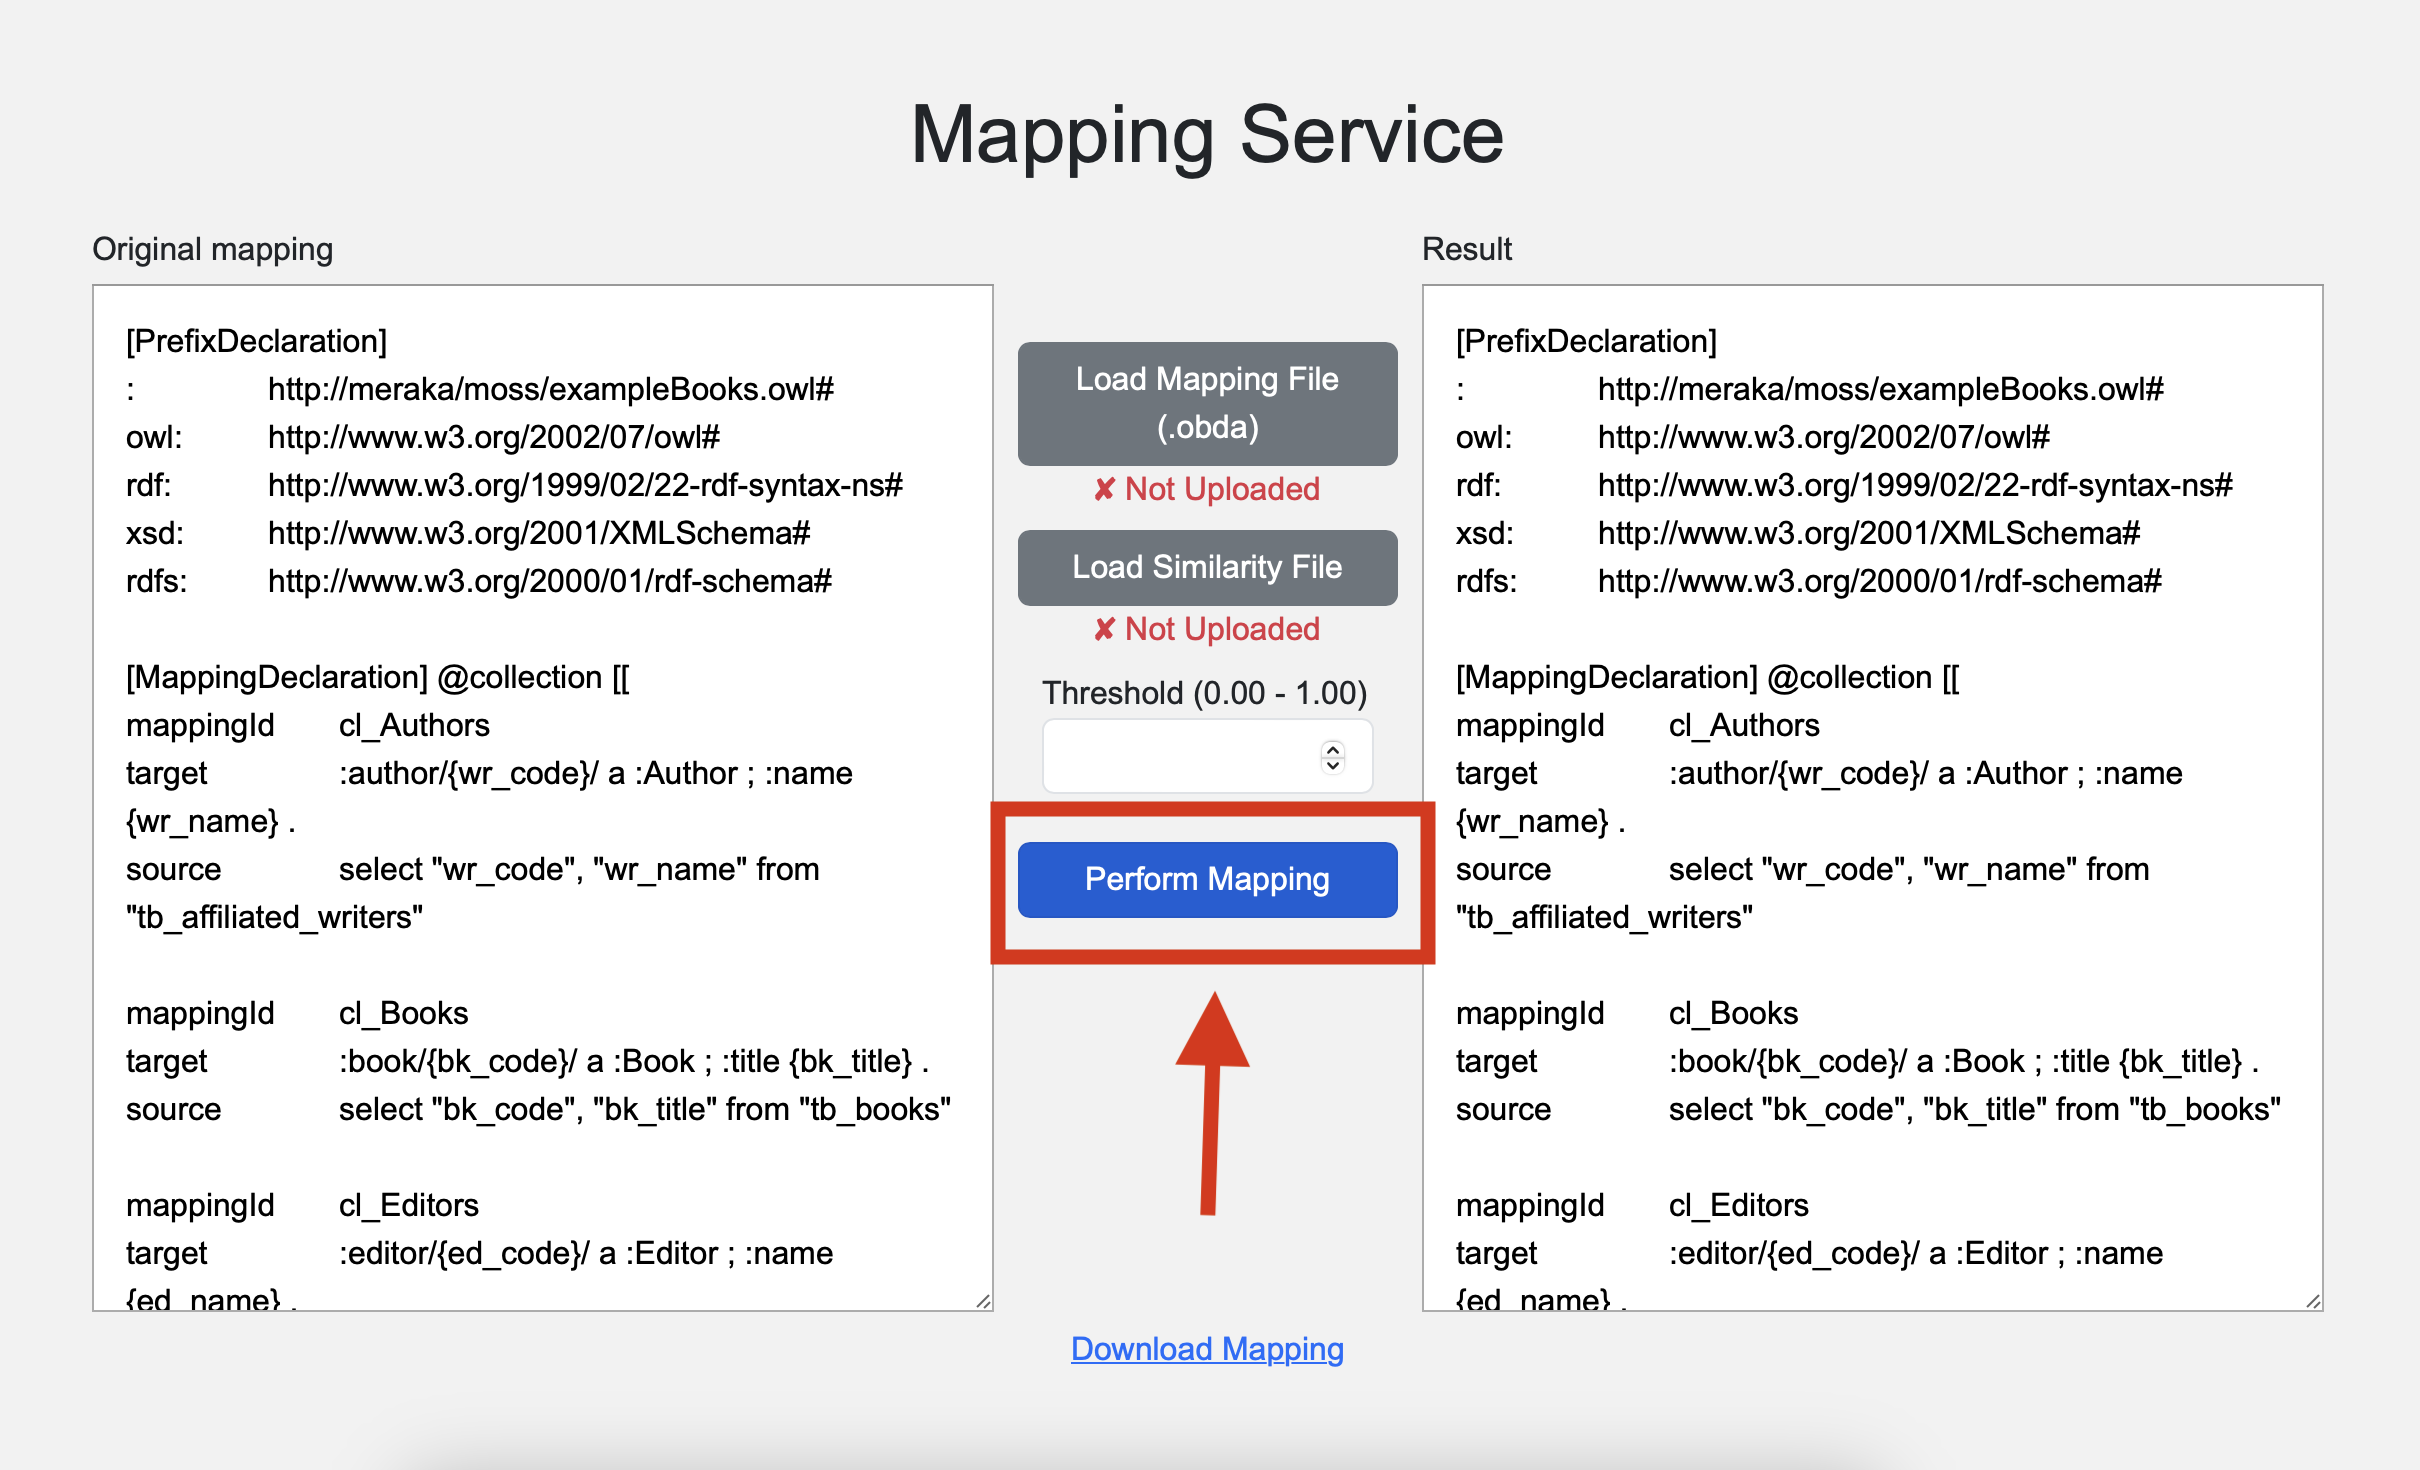 Mapping Service
Original mapping
[PrefixDeclaration]
: http://meraka/moss/exampleBooks.owl#
owl: http://www.w3.org/2002/07/owl#
rdf: http://www.w3.org/1999/02/22-rdf-syntax-ns#
xsd: http://www.w3.org/2001/XMLSchema#
rdfs: http://www.w3.org/2000/01/rdf-schema#
[MappingDeclaration] @collection [[
mappingId cl_Authors
target :author/{wr_code}/ a :Author ; :name
{wr_name} .
source select "wr_code", "wr_name" from
"tb_affiliated_writers"
mappingId cl_Books
target :book/{bk_code}/ a :Book ; :title {bk_title} .
source select "bk_code", "bk_title" from "tb_books"
mappingId cl_Editors
target :editor/{ed_code}/ a :Editor ; :name
{ed_name} .
Load Mapping File
(.obda)
✘ Not Uploaded
Load Similarity File
✘ Not Uploaded
Threshold (0.00 - 1.00)
Perform Mapping
Result
[PrefixDeclaration]
: http://meraka/moss/exampleBooks.owl#
owl: http://www.w3.org/2002/07/owl#
rdf: http://www.w3.org/1999/02/22-rdf-syntax-ns#
xsd: http://www.w3.org/2001/XMLSchema#
rdfs: http://www.w3.org/2000/01/rdf-schema#
[MappingDeclaration] @collection [[
mappingId cl_Authors
target :author/{wr_code}/ a :Author ; :name
{wr_name} .
source select "wr_code", "wr_name" from
"tb_affiliated_writers"
mappingId cl_Books
target :book/{bk_code}/ a :Book ; :title {bk_title} .
source select "bk_code", "bk_title" from "tb_books"
mappingId cl_Editors
target :editor/{ed_code}/ a :Editor ; :name
{ed_name} .
Download Mapping